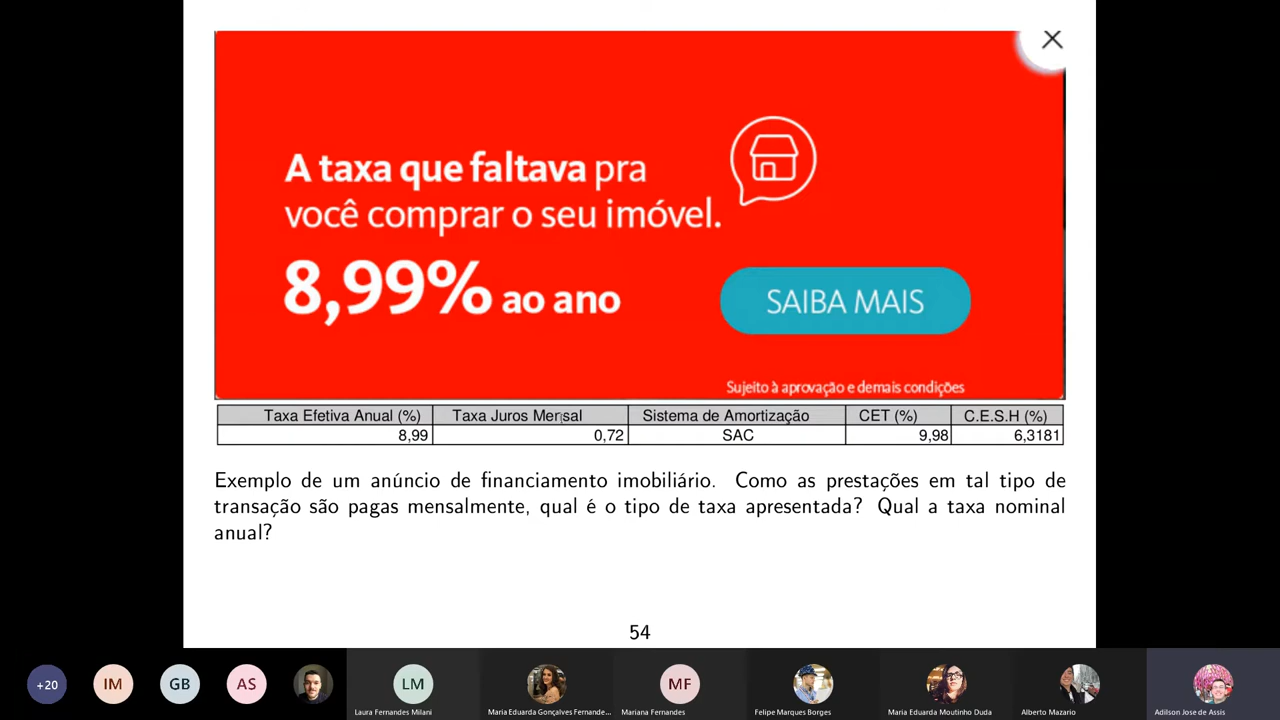 A taxa que faltava pra
você comprar o seu imóvel.
8,99% ao ano
SAIBA MAIS
Sujeito à aprovação e demais condições
Taxa Efetiva Anual (%) Taxa Juros Mensal Sistema de Amortização CET (%) C.E.S.H (%)
8,99 0,72 SAC 9,98 6,3181
Exemplo de um anúncio de financiamento imobiliário. Como as prestações em tal tipo de
transação são pagas mensalmente, qual é o tipo de taxa apresentada? Qual a taxa nominal
anual?
54
+20 IM GB AS LM MF
Laura Fernandes Milani Maria Eduarda Gonçalves Fernande... Mariana Fernandes Felipe Marques Borges Maria Eduarda Moutinho Duda Alberto Mazario Adilson Jose de Assis